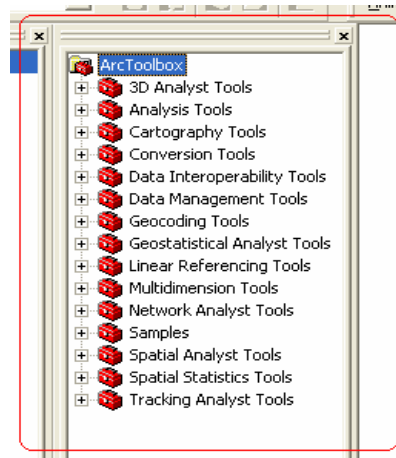 ArcToolbox
3D Analyst Tools
Analysis Tools
Cartography Tools
Conversion Tools
Data Interoperability Tools
Data Management Tools
Geocoding Tools
Geostatistical Analyst Tools
Linear Referencing Tools
Multidimension Tools
Network Analyst Tools
Samples
Spatial Analyst Tools
Spatial Statistics Tools
Tracking Analyst Tools